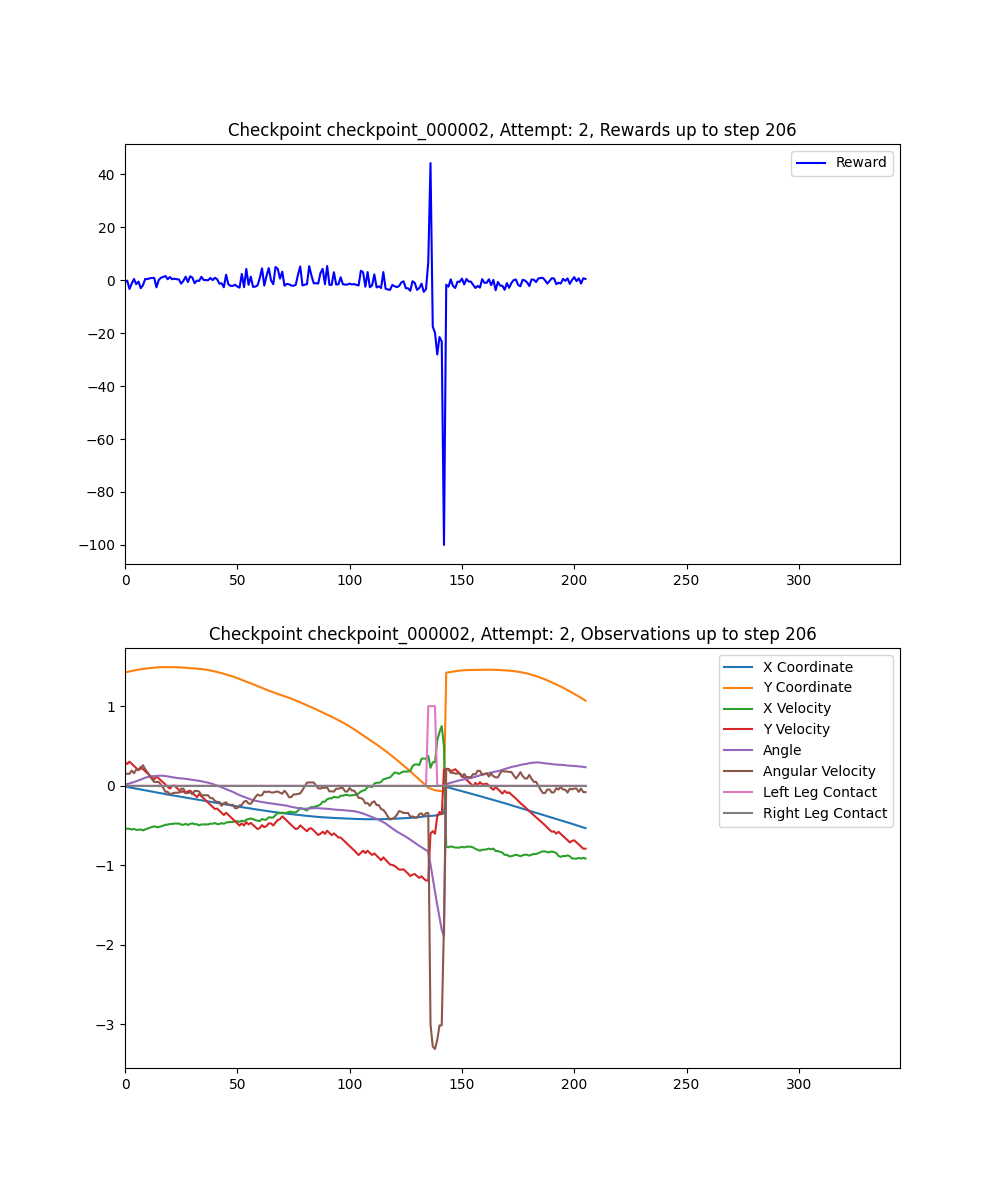 Checkpoint checkpoint_000002, Attempt: 2, Rewards up to step 206
Reward
40
20
0
−20
−40
−60
−80
−100
0 50 100 150 200 250 300
Checkpoint checkpoint_000002, Attempt: 2, Observations up to step 206
X Coordinate
Y Coordinate
X Velocity
Y Velocity
Angle
Angular Velocity
Left Leg Contact
Right Leg Contact
1
0
−1
−2
−3
0 50 100 150 200 250 300